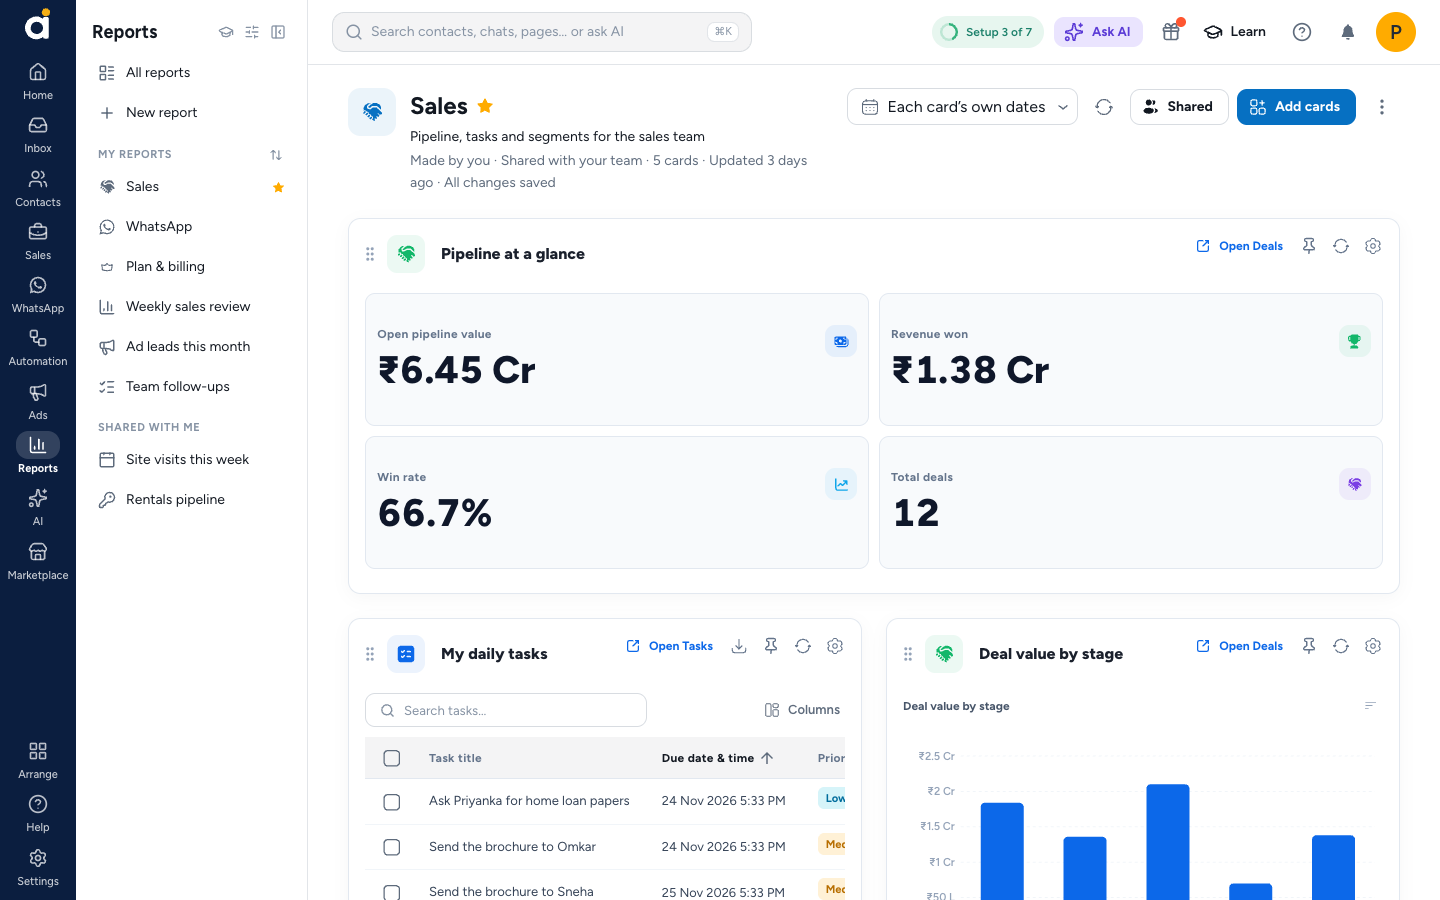 a
Home
Inbox
Contacts
Sales
WhatsApp
Automation
Ads
Reports
AI
Marketplace
Arrange
Help
Settings
Reports
All reports
New report
MY REPORTS
Sales
WhatsApp
Plan & billing
Weekly sales review
Ad leads this month
Team follow-ups
SHARED WITH ME
Site visits this week
Rentals pipeline
Search contacts, chats, pages... or ask AI
⌘K
Setup 3 of 7
Ask AI
Learn
P
Sales
Pipeline, tasks and segments for the sales team
Made by you · Shared with your team · 5 cards · Updated 3 days
ago · All changes saved
Each card's own dates
Shared
Add cards
Pipeline at a glance
Open Deals
Open pipeline value
₹6.45 Cr
Revenue won
₹1.38 Cr
Win rate
66.7%
Total deals
12
My daily tasks
Open Tasks
Search tasks...
Columns
Task title
Due date & time
Prior
Ask Priyanka for home loan papers
24 Nov 2026 5:33 PM
Low
Send the brochure to Omkar
24 Nov 2026 5:33 PM
Med
Send the brochure to Sneha
25 Nov 2026 5:33 PM
Med
Deal value by stage
Open Deals
Deal value by stage
₹2.5 Cr
₹2 Cr
₹1.5 Cr
₹1 Cr
₹50 L